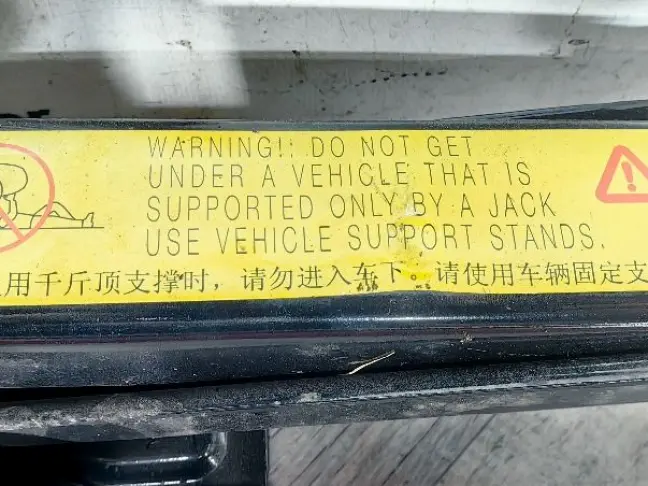 WARNING!: DO NOT GET
UNDER A VEHICLE THAT IS
SUPPORTED ONLY BY A JACK
USE VEHICLE SUPPORT STANDS.
用千斤顶支撑时，请勿进入车下。请使用车辆固定支